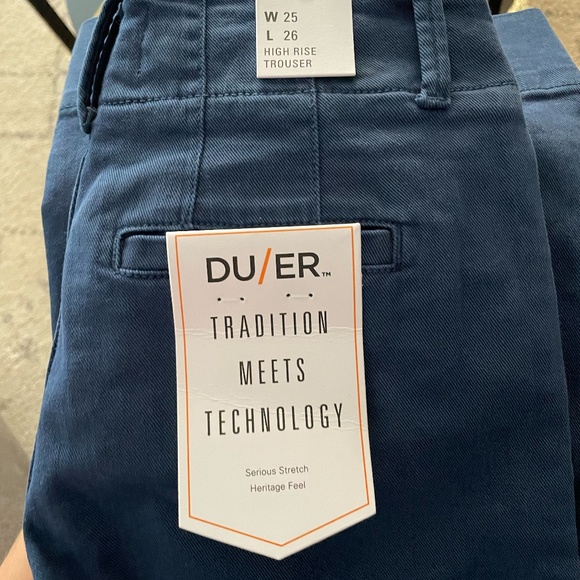 W 25
L 26
HIGH RISE
TROUSER
DU/ER™
TRADITION
MEETS
TECHNOLOGY
Serious Stretch
Heritage Feel